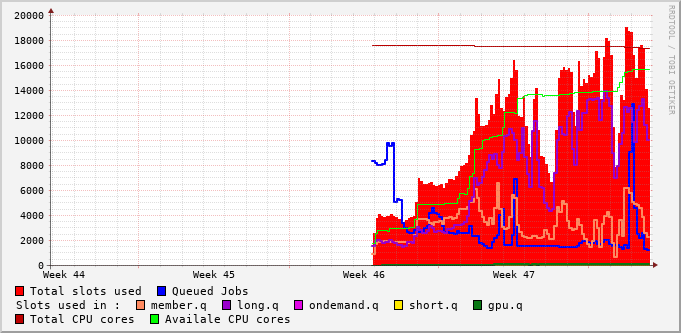 20000
18000
16000
14000
12000
10000
8000
6000
4000
2000
0
Week 44 Week 45 Week 46 Week 47
RRDTOOL / TOBI OETIKER
Total slots used Queued Jobs
Slots used in : member.q long.q ondemand.q short.q gpu.q
Total CPU cores Availale CPU cores